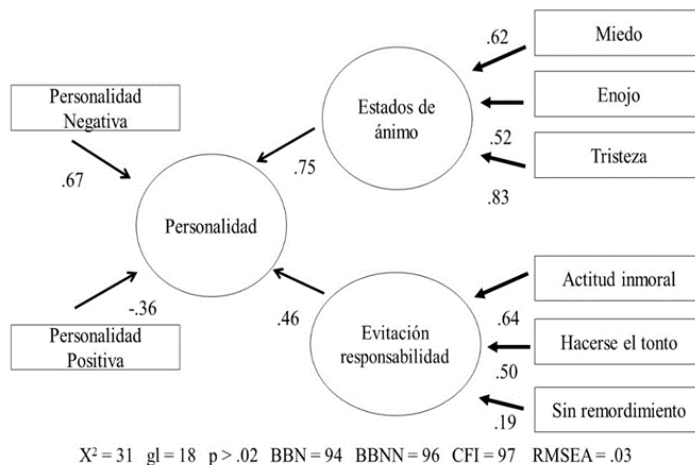 .62
Miedo
Personalidad
Negativa
Estados de
ánimo
Enojo
.52
.67
.75
Tristeza
.83
Personalidad
Actitud inmoral
-.36
.46
Evitación
responsabilidad
.64
Hacerse el tonto
Personalidad
Positiva
.50
.19
Sin remordimiento
X² = 31 gl = 18 p > .02 BBN = 94 BBNN = 96 CFI = 97 RMSEA = .03